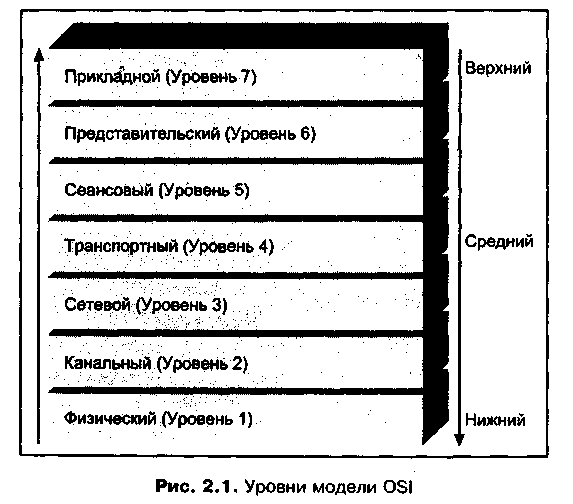 Прикладной (Уровень 7)
Верхний
Представительский (Уровень 6)
Сеансовый (Уровень 5)
Транспортный (Уровень 4)
Средний
Сетевой (Уровень 3)
Канальный (Уровень 2)
Физический (Уровень 1)
Нижний
Рис. 2.1. Уровни модели OSI